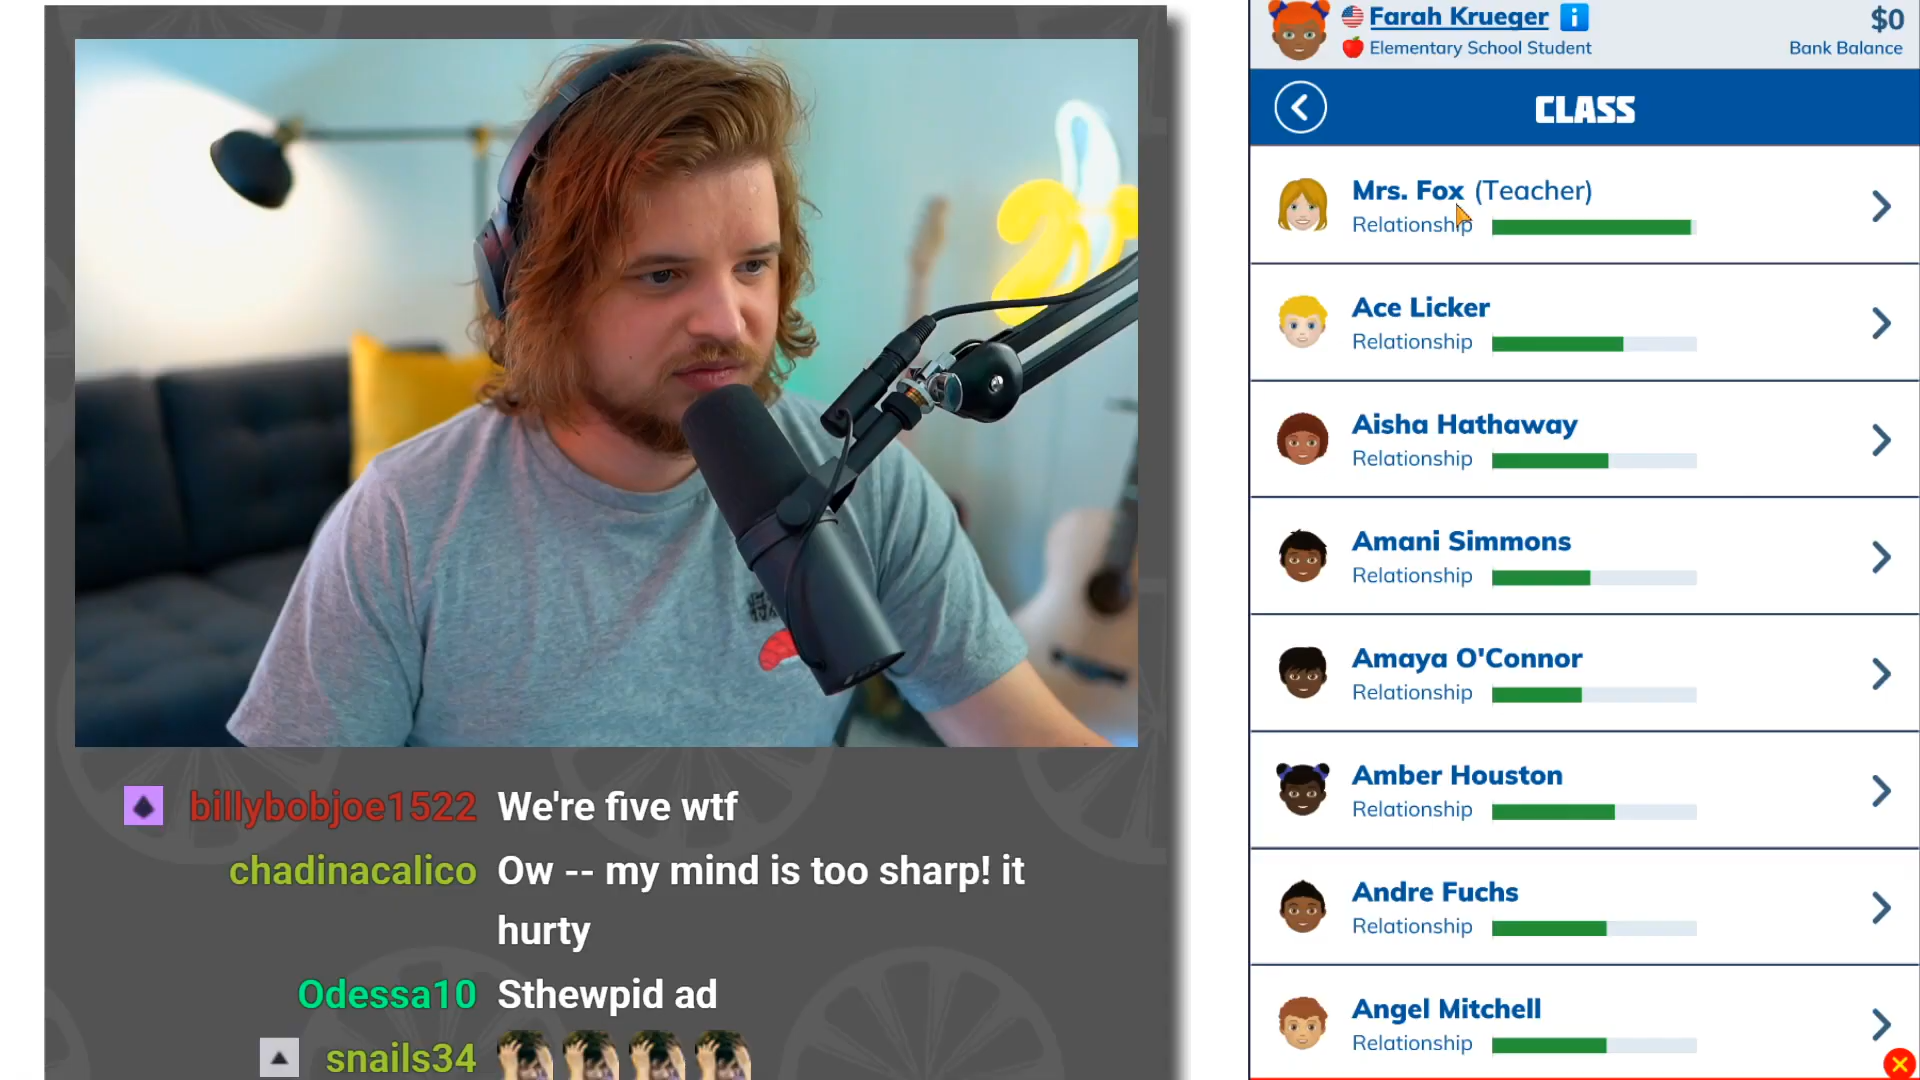 Farah Krueger
$0
Elementary School Student
Bank Balance
CLASS
Mrs. Fox (Teacher)
Relationship
Ace Licker
Relationship
Aisha Hathaway
Relationship
Amani Simmons
Relationship
Amaya O'Connor
Relationship
Amber Houston
Relationship
Andre Fuchs
Relationship
Angel Mitchell
Relationship
billybobjoe1522 We're five wtf
chadinacalico Ow -- my mind is too sharp! it
hurty
Odessa10 Sthewpid ad
snails34